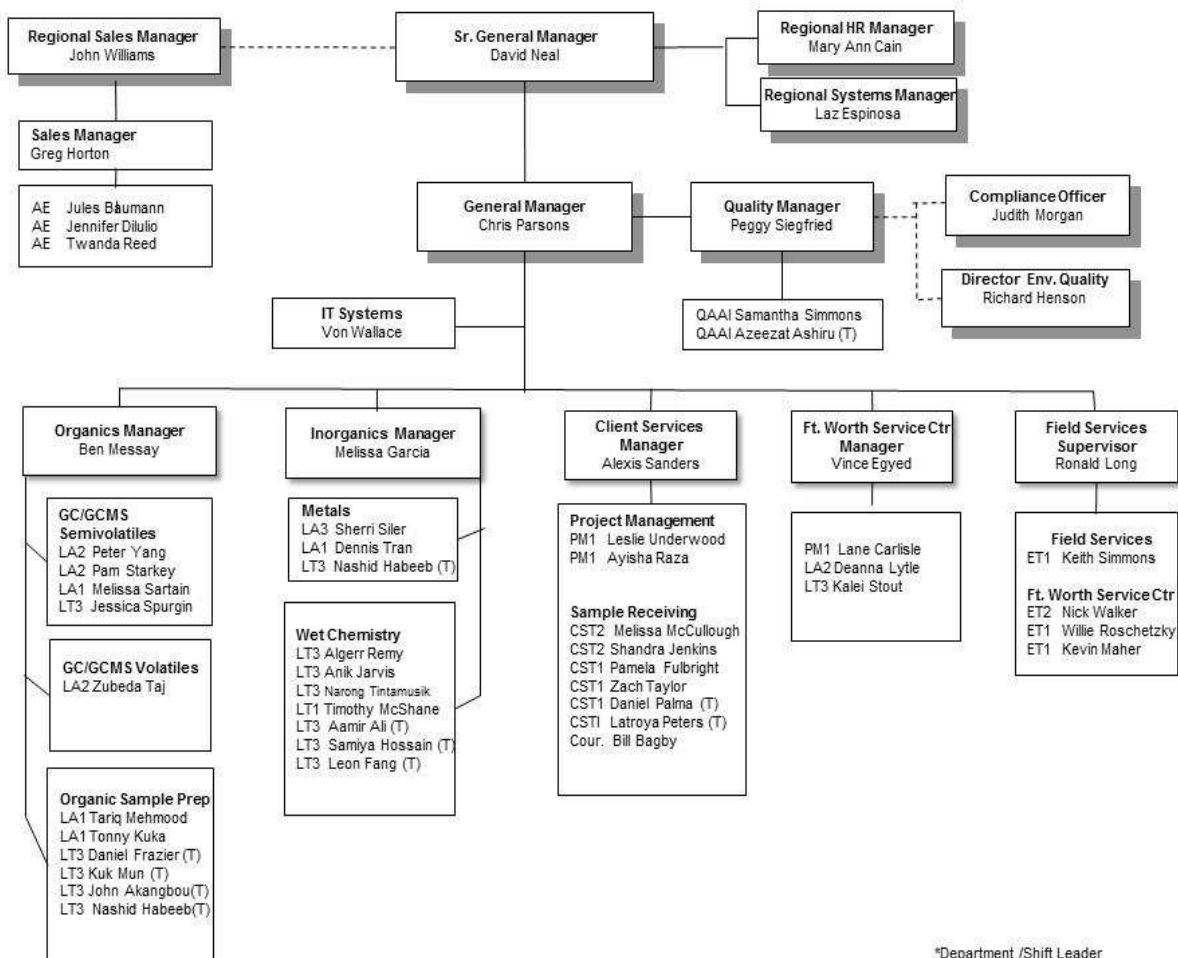 Regional Sales Manager
John Williams
Sr. General Manager
David Neal
Regional HR Manager
Mary Ann Cain
Regional Systems Manager
Laz Espinosa
Sales Manager
Greg Horton
AE Jules Baumann
AE Jennifer Dilulio
AE Twanda Reed
General Manager
Chris Parsons
Quality Manager
Peggy Siegfried
Compliance Officer
Judith Morgan
Director Env. Quality
Richard Henson
IT Systems
Von Wallace
QAAI Samantha Simmons
QAAI Azeezat Ashiru (T)
Organics Manager
Ben Messay
Inorganics Manager
Melissa Garcia
Client Services
Manager
Alexis Sanders
Ft. Worth Service Ctr
Manager
Vince Egyed
Field Services
Supervisor
Ronald Long
GC/GCMS
Semivolatiles
LA2 Peter Yang
LA2 Pam Starkey
LA1 Melissa Sartain
LT3 Jessica Spurgin
GC/GCMS Volatiles
LA2 Zubeda Taj
Organic Sample Prep
LA1 Tariq Mehmood
LA1 Tonny Kuka
LT3 Daniel Frazier (T)
LT3 Kuk Mun (T)
LT3 John Akangbou(T)
LT3 Nashid Habeeb(T)
Metals
LA3 Sherri Siler
LA1 Dennis Tran
LT3 Nashid Habeeb (T)
Wet Chemistry
LT3 Algerr Remy
LT3 Anik Jarvis
LT3 Narong Tintamusik
LT1 Timothy McShane
LT3 Aamir Ali (T)
LT3 Samiya Hossain (T)
LT3 Leon Fang (T)
Project Management
PM1 Leslie Underwood
PM1 Ayisha Raza
Sample Receiving
CST2 Melissa McCullough
CST2 Shandra Jenkins
CST1 Pamela Fulbright
CST1 Zach Taylor
CST1 Daniel Palma (T)
CSTI Latroya Peters (T)
Cour. Bill Bagby
PM1 Lane Carlisle
LA2 Deanna Lytle
LT3 Kalei Stout
Field Services
ET1 Keith Simmons
Ft. Worth Service Ctr
ET2 Nick Walker
ET1 Willie Roschetzky
ET1 Kevin Maher
*Department /Shift Leader